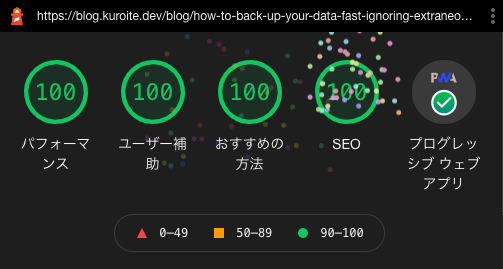 https://blog.kuroite.dev/blog/how-to-back-up-your-data-fast-ignoring-extraneo…
100 100 100 100 PWA
パフォーマンス
ユーザー補助
おすすめの方法
SEO
プログレッシブ ウェブ アプリ
0–49 50–89 90–100